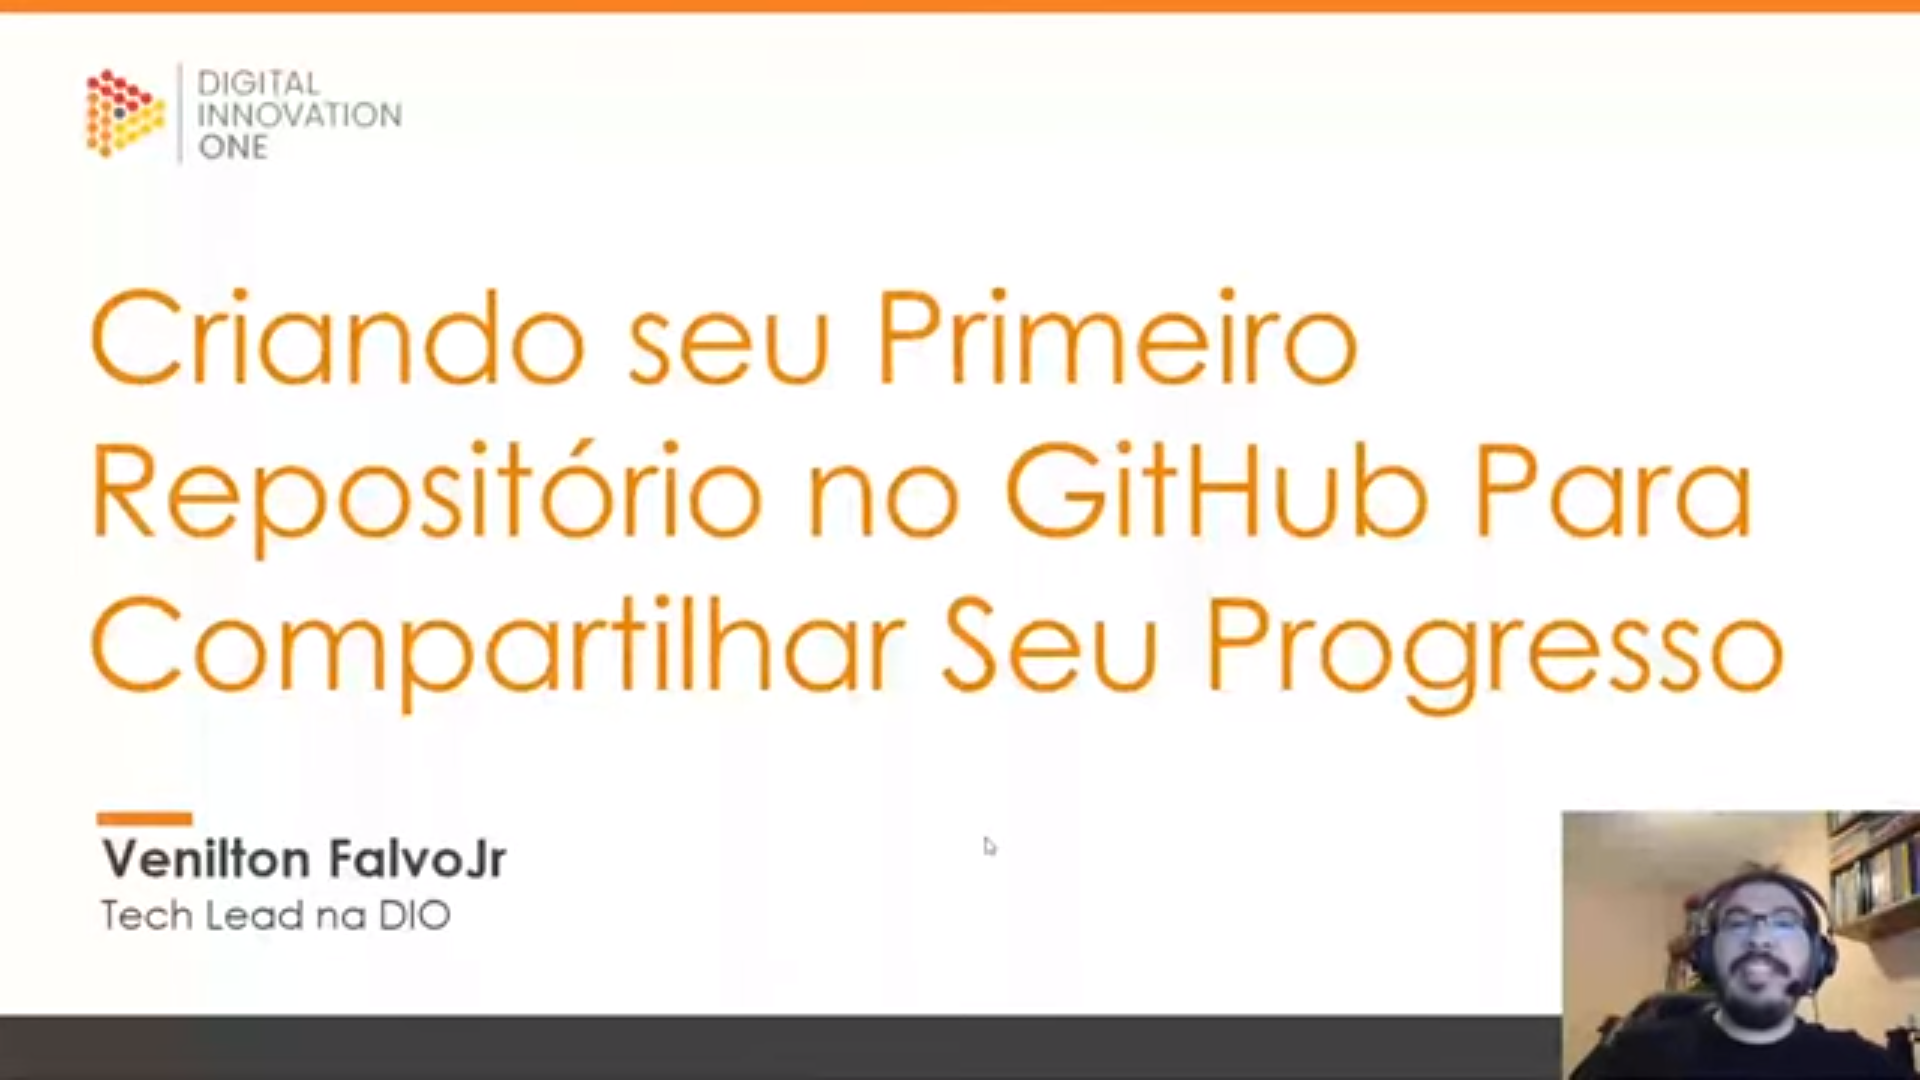 DIGITAL
INNOVATION
ONE
Criando seu Primeiro
Repositório no GitHub Para
Compartilhar Seu Progresso
Venilton FalvoJr
Tech Lead na DIO